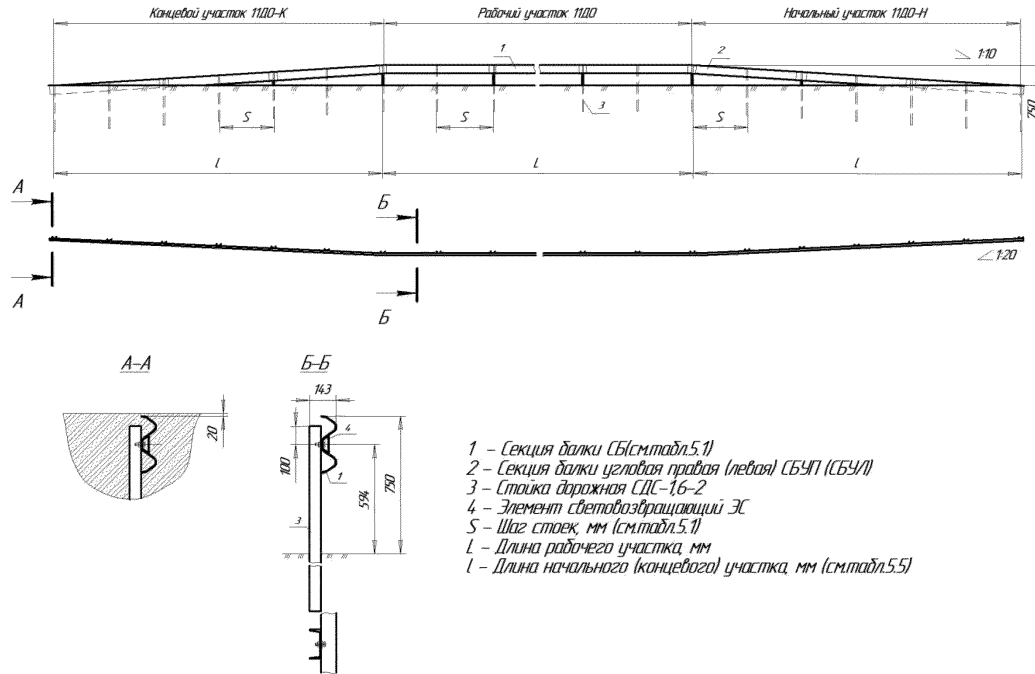 Концевой участок 11ДО-К
Рабочий участок 11ДО
Начальный участок 11ДО-Н
1
2
1:10
3
S
S
S
750
l
L
l
А
Б
1:20
А
Б
А-А
Б-Б
143
20
100
4
1
3
594
750
1 - Секция балки СБ(см.табл.5.1)
2 - Секция балки угловая правая (левая) СБУП (СБУЛ)
3 - Стойка дорожная СДС-1,6-2
4 - Элемент световозвращающий ЭС
S - Шаг стоек, мм (см.табл.5.1)
L - Длина рабочего участка, мм
l - Длина начального (концевого) участка, мм (см.табл.5.5)